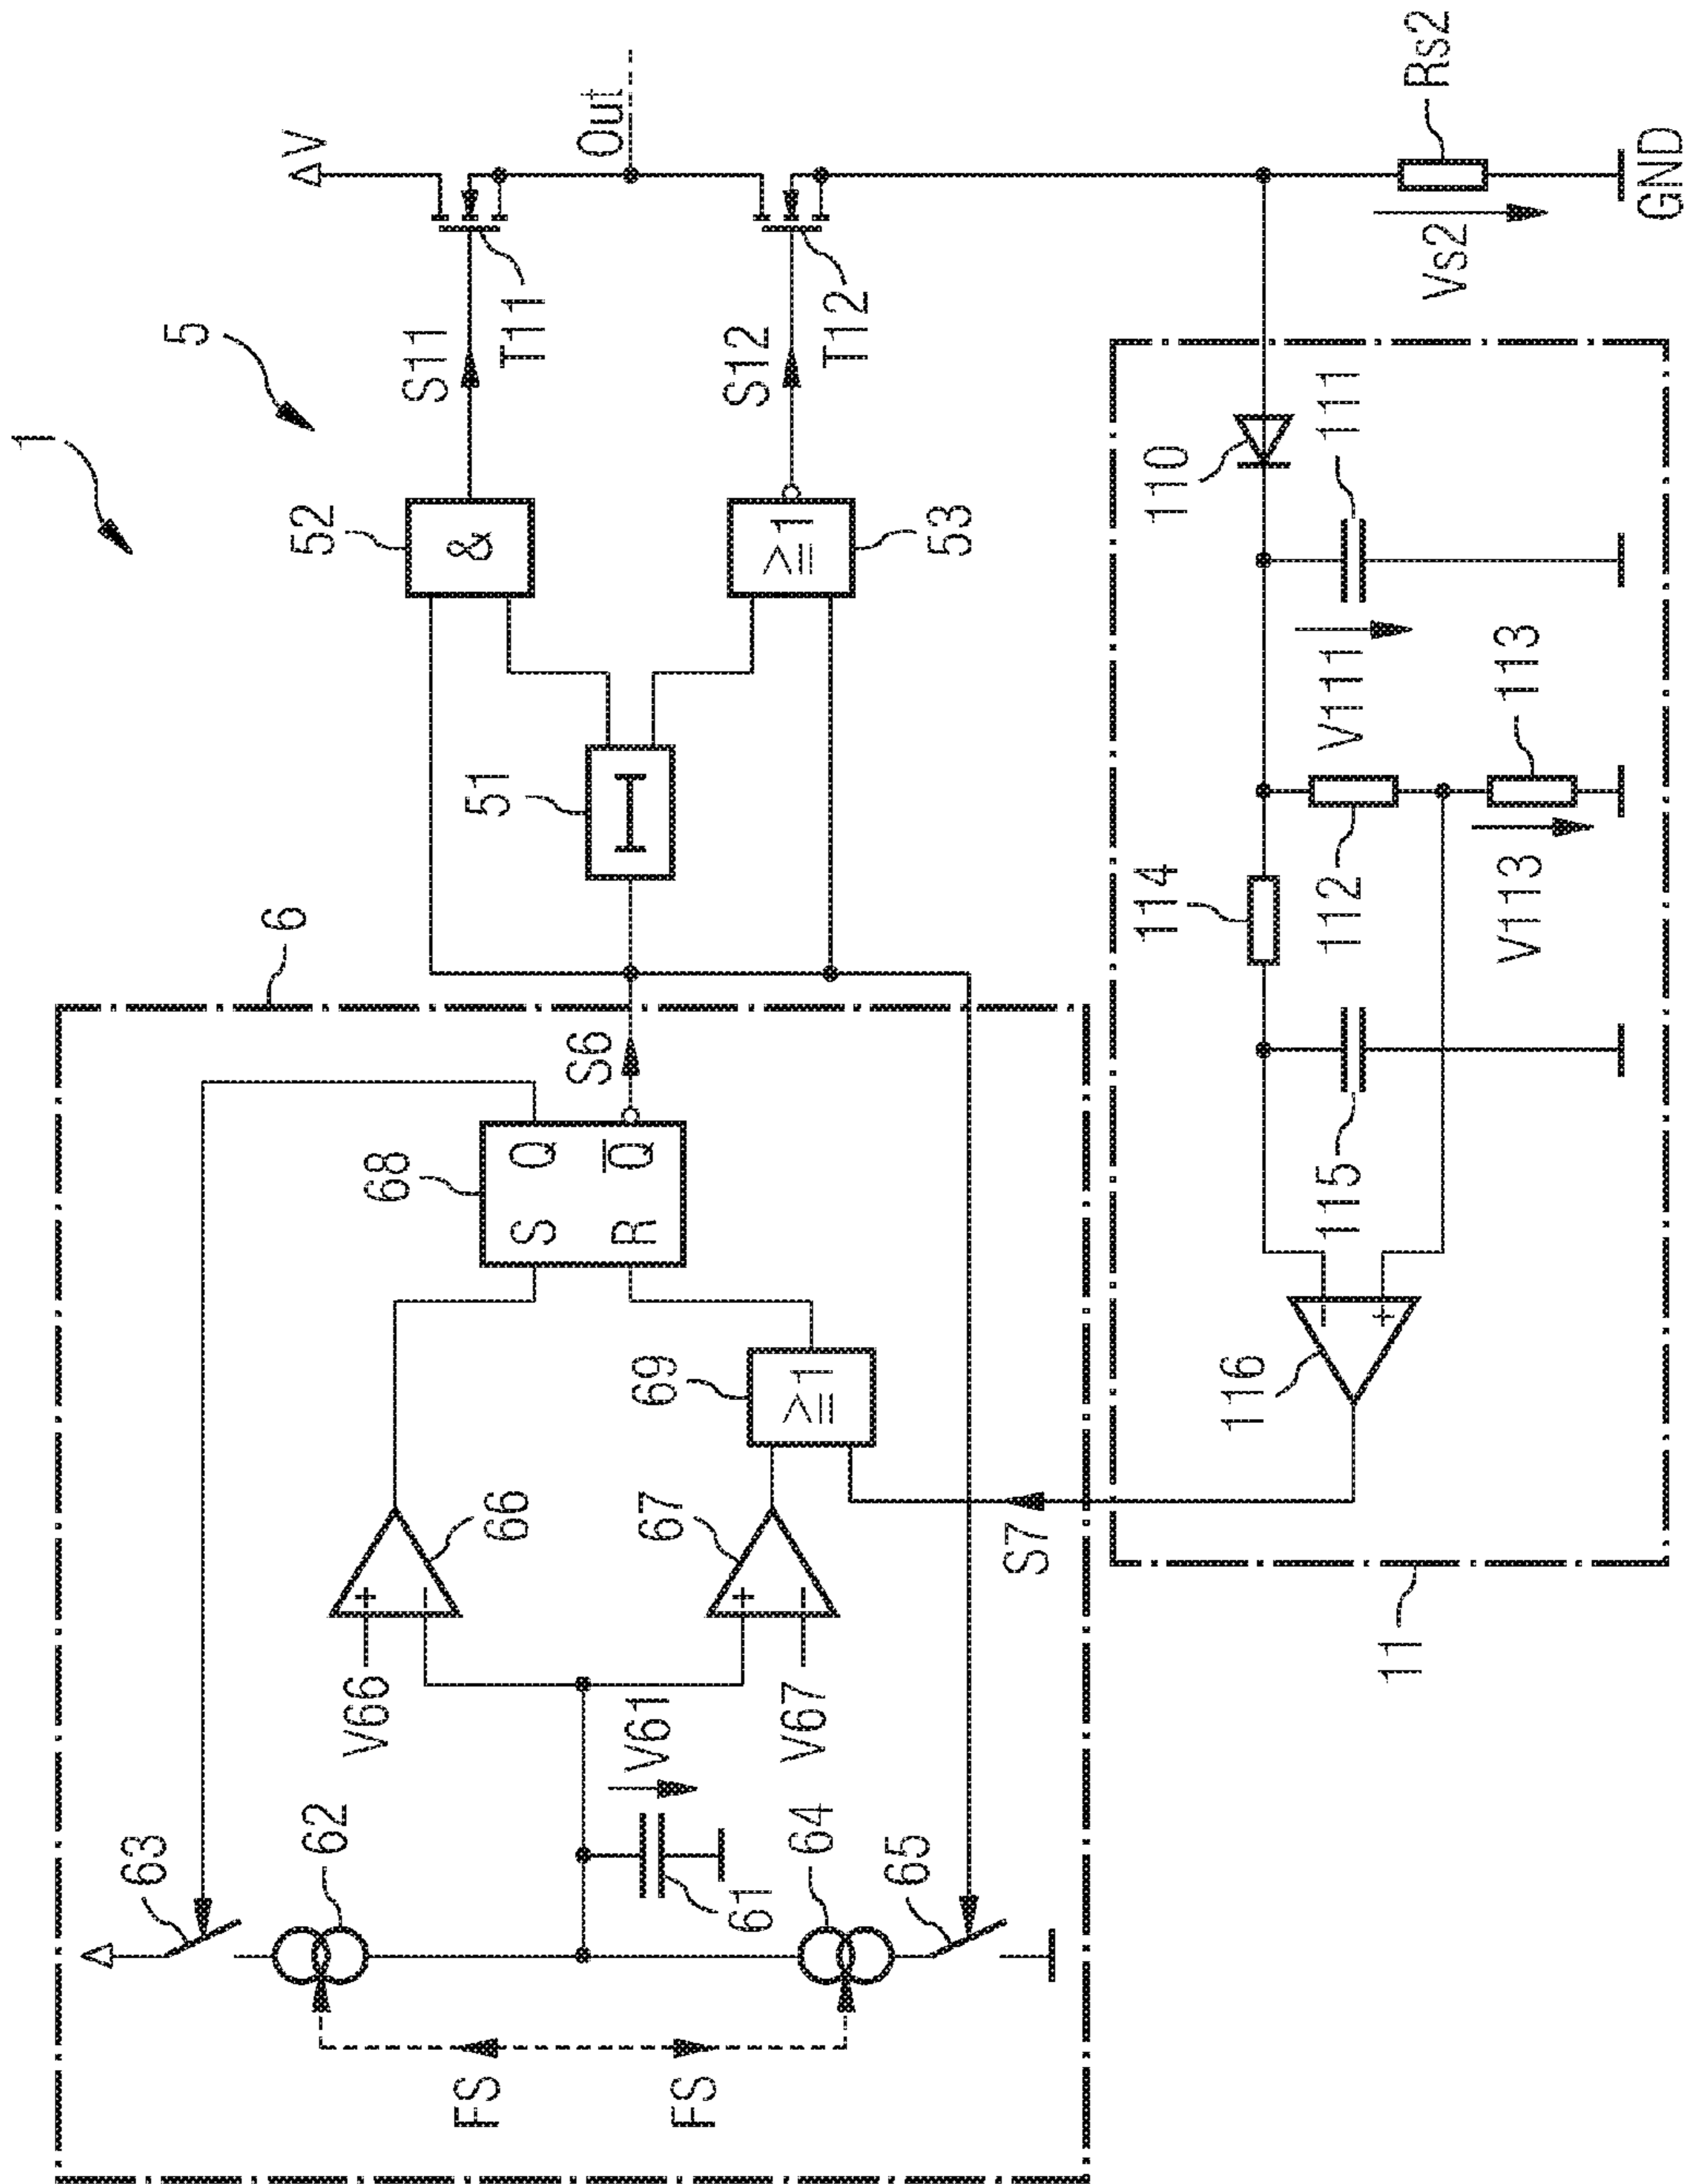 1
5
V
6
63
62
V66
+
−
66
68
S
Q
R
Q̅
S6
52
&
S11
T11
Out
51
FS
FS
61
V61
64
65
V67
+
−
67
69
≥1
53
≥1
S12
T12
S7
11
116
−
+
115
114
112
V111
111
110
113
V113
Vs2
Rs2
GND